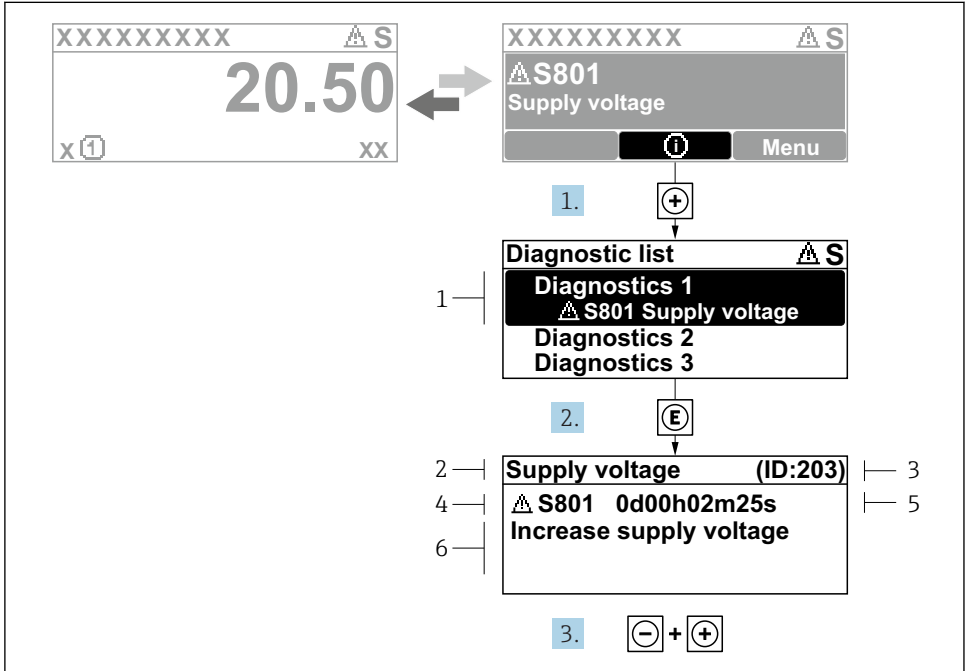 XXXXXXXXX ⚠ S
20.50
x ① xx
XXXXXXXXX ⚠ S
⚠ S801
Supply voltage
ⓘ Menu
1. ⊕
Diagnostic list ⚠ S
1
Diagnostics 1
⚠ S801 Supply voltage
Diagnostics 2
Diagnostics 3
2. Ⓔ
2 Supply voltage (ID:203) 3
4 ⚠ S801 0d00h02m25s 5
6 Increase supply voltage
3. ⊖ + ⊕